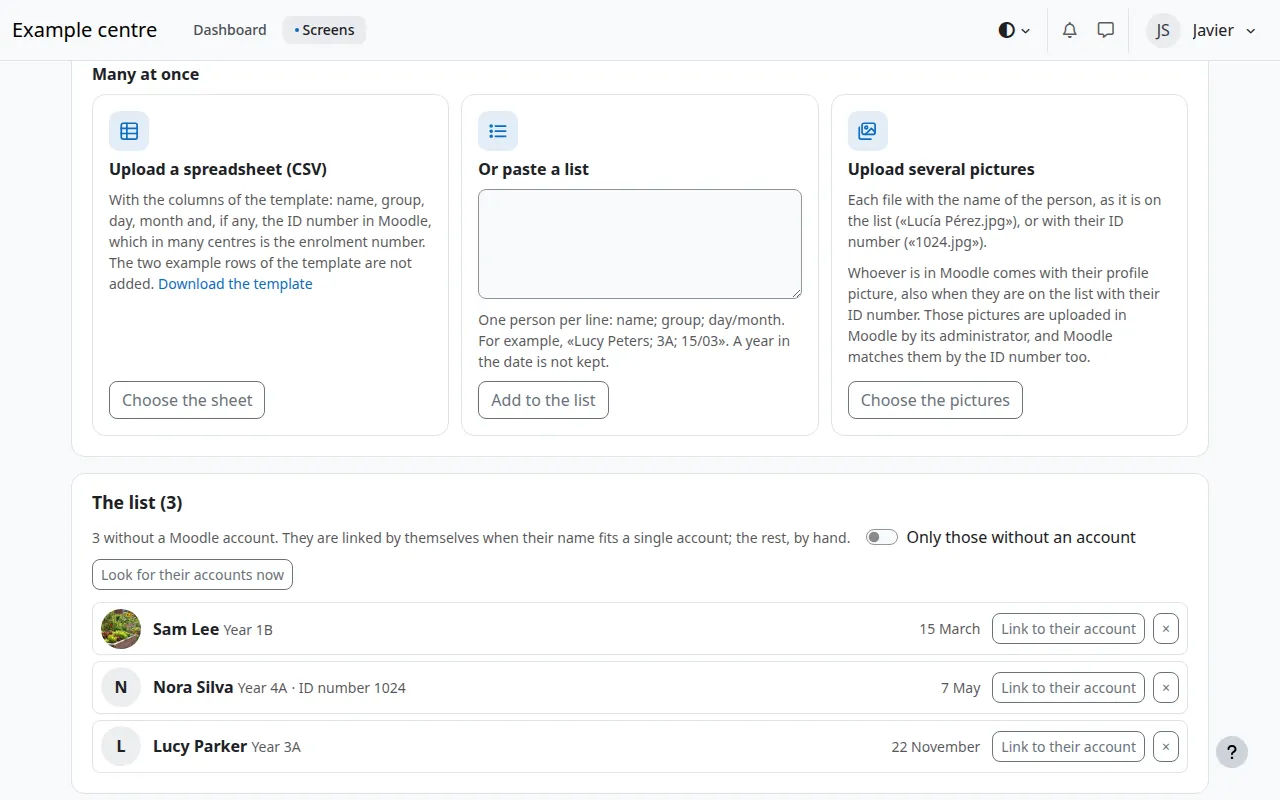 Example centre
Dashboard
Screens
JS
Javier
Many at once
Upload a spreadsheet (CSV)
With the columns of the template: name, group,
day, month and, if any, the ID number in Moodle,
which in many centres is the enrolment number.
The two example rows of the template are not
added. Download the template
Choose the sheet
Or paste a list
One person per line: name; group; day/month.
For example, «Lucy Peters; 3A; 15/03». A year in
the date is not kept.
Add to the list
Upload several pictures
Each file with the name of the person, as it is on
the list («Lucía Pérez.jpg»), or with their ID
number («1024.jpg»).
Whoever is in Moodle comes with their profile
picture, also when they are on the list with their
ID number. Those pictures are uploaded in
Moodle by its administrator, and Moodle
matches them by the ID number too.
Choose the pictures
The list (3)
3 without a Moodle account. They are linked by themselves when their name fits a single account; the rest, by hand.
Only those without an account
Look for their accounts now
Sam Lee Year 1B
15 March
Link to their account
×
N
Nora Silva Year 4A · ID number 1024
7 May
Link to their account
×
L
Lucy Parker Year 3A
22 November
Link to their account
×
?